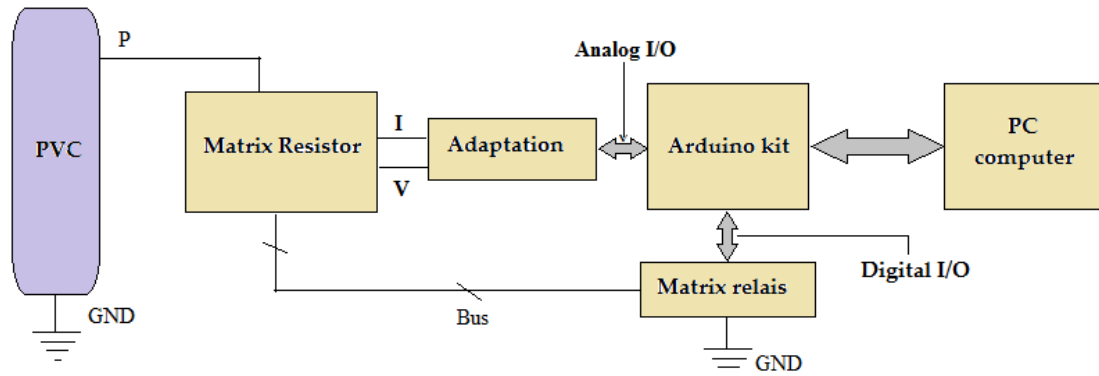 P
PVC
GND
Matrix Resistor
I
V
Adaptation
Analog I/O
Arduino kit
PC
computer
Digital I/O
Matrix relais
Bus
GND